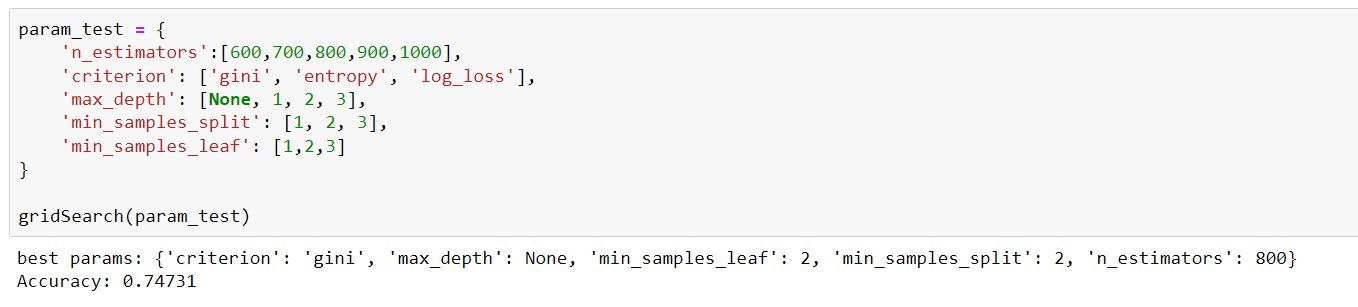 param_test = {
    'n_estimators':[600,700,800,900,1000],
    'criterion': ['gini', 'entropy', 'log_loss'],
    'max_depth': [None, 1, 2, 3],
    'min_samples_split': [1, 2, 3],
    'min_samples_leaf': [1,2,3]
}
gridSearch(param_test)
best params: {'criterion': 'gini', 'max_depth': None, 'min_samples_leaf': 2, 'min_samples_split': 2, 'n_estimators': 800}
Accuracy: 0.74731